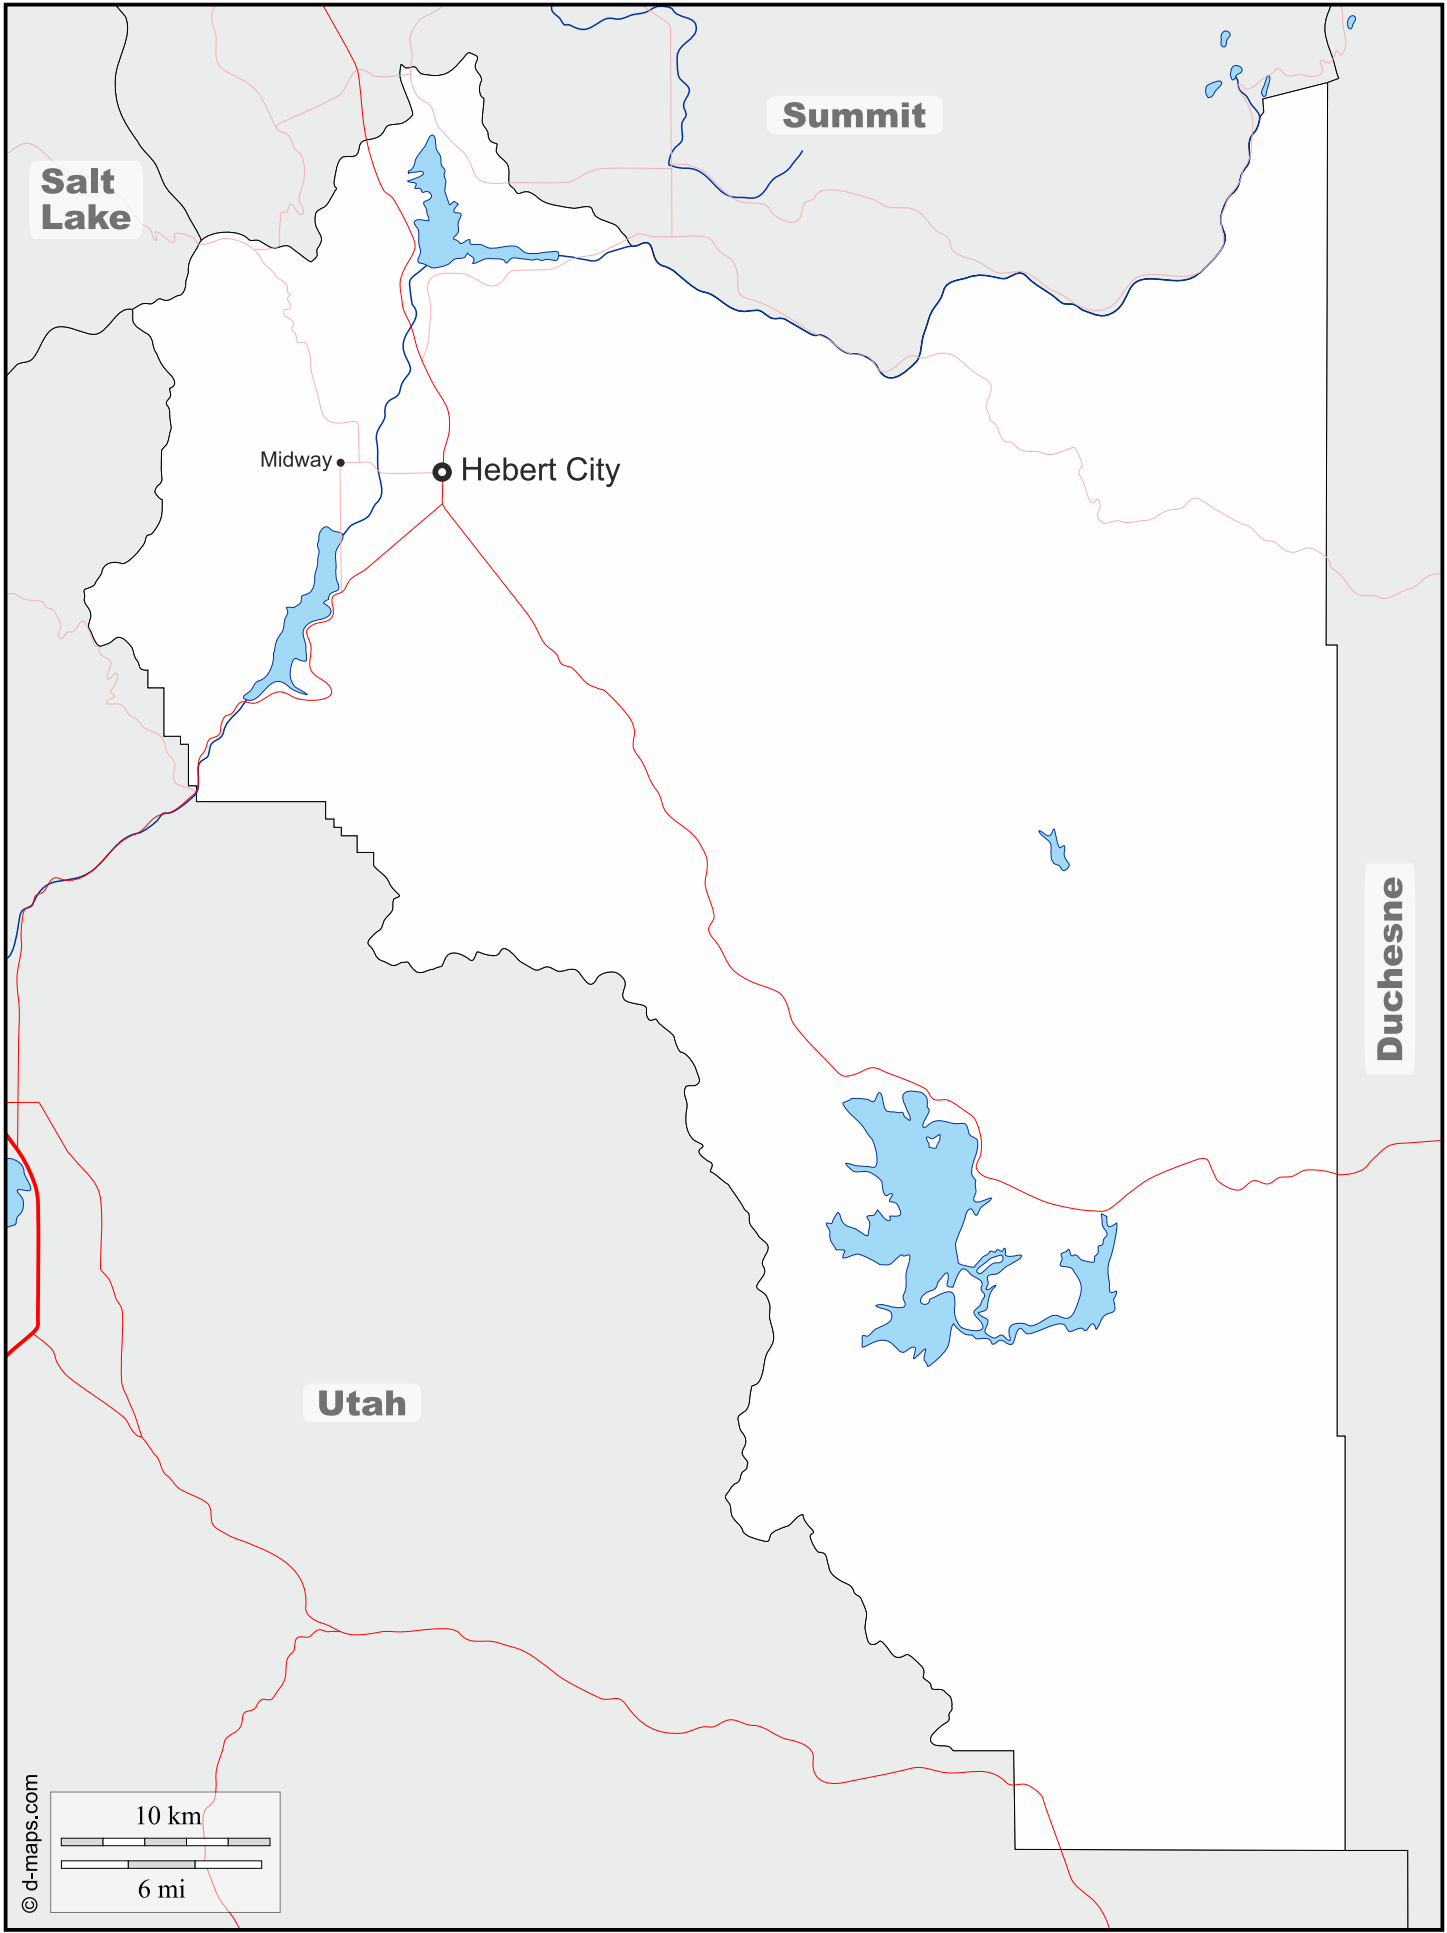 Summit
Salt
Lake
Midway
Hebert City
Duchesne
Utah
10 km
6 mi
© d-maps.com